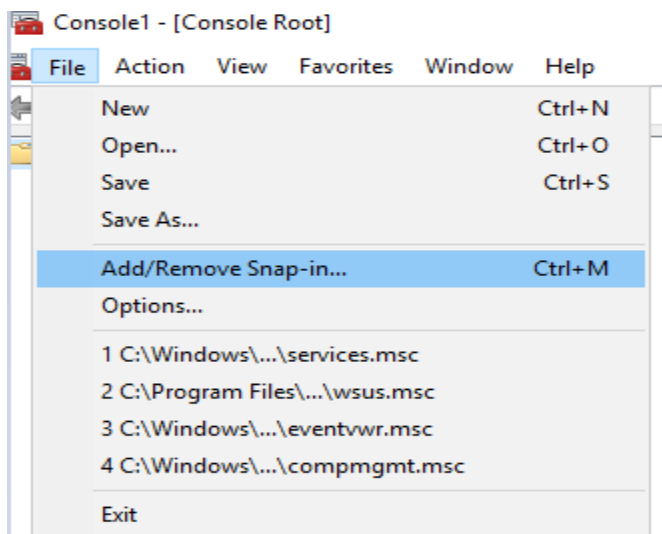 Console1 - [Console Root]
File Action View Favorites Window Help
New Ctrl+N
Open... Ctrl+O
Save Ctrl+S
Save As...
Add/Remove Snap-in... Ctrl+M
Options...
1 C:\Windows\...\services.msc
2 C:\Program Files\...\wsus.msc
3 C:\Windows\...\eventvwr.msc
4 C:\Windows\...\compmgmt.msc
Exit